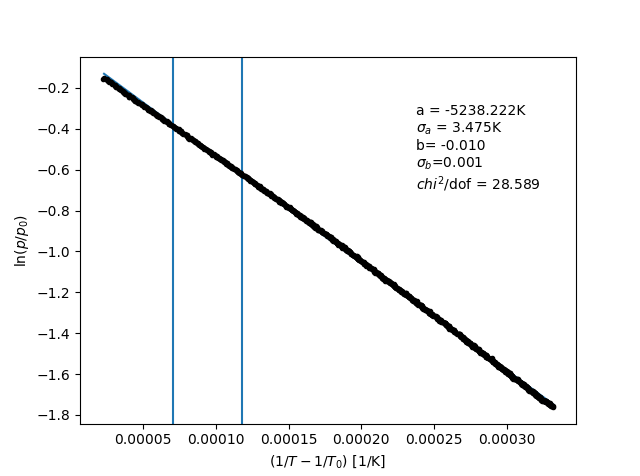 −0.2
−0.4
−0.6
−0.8
−1.0
−1.2
−1.4
−1.6
−1.8
ln(p/p₀)
a = -5238.222K
σₐ = 3.475K
b= -0.010
σ_b=0.001
chi²/dof = 28.589
0.00005 0.00010 0.00015 0.00020 0.00025 0.00030
(1/T − 1/T₀) [1/K]